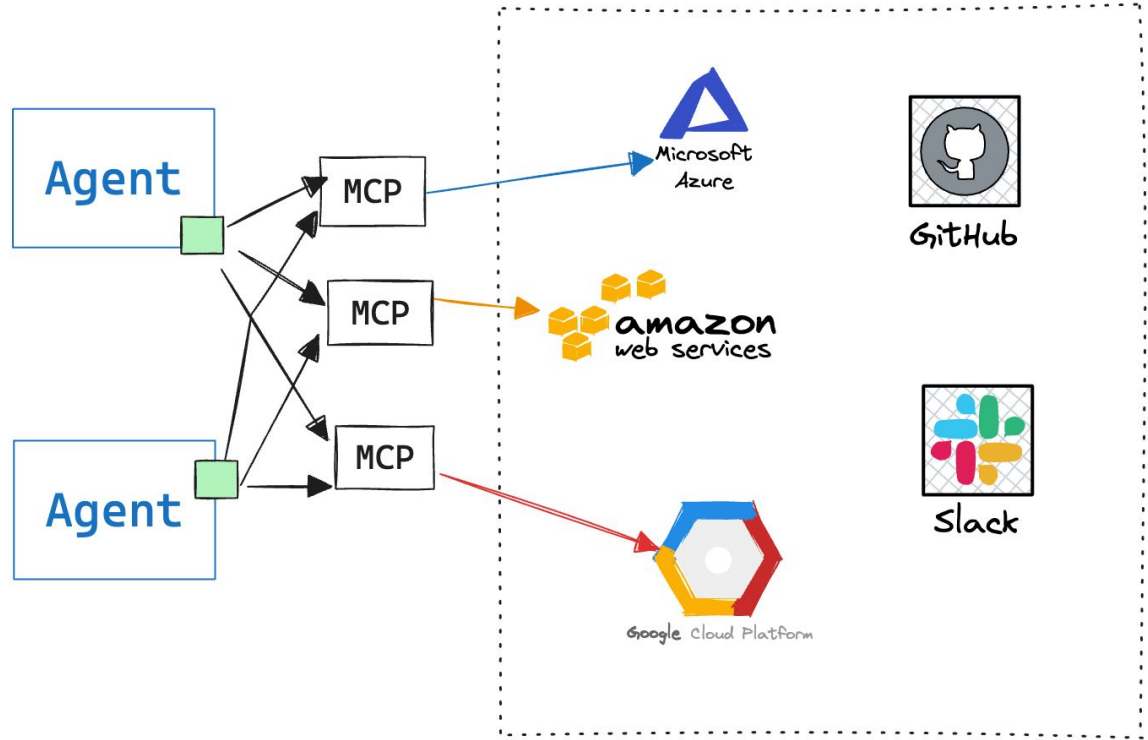 Agent
Agent
MCP
MCP
MCP
Microsoft
Azure
amazon
web services
Google Cloud Platform
GitHub
Slack